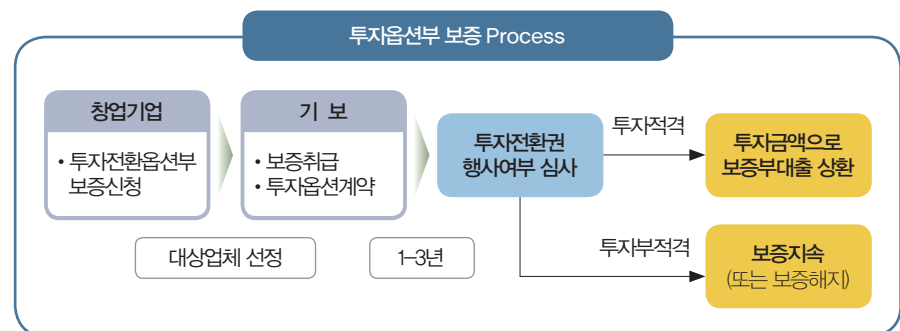 투자옵션부 보증 Process
창업기업
• 투자전환옵션부
보증신청
기 보
• 보증취급
• 투자옵션계약
투자전환권
행사여부 심사
투자적격
투자금액으로
보증부대출 상환
대상업체 선정
1–3년
투자부적격
보증지속
(또는 보증해지)